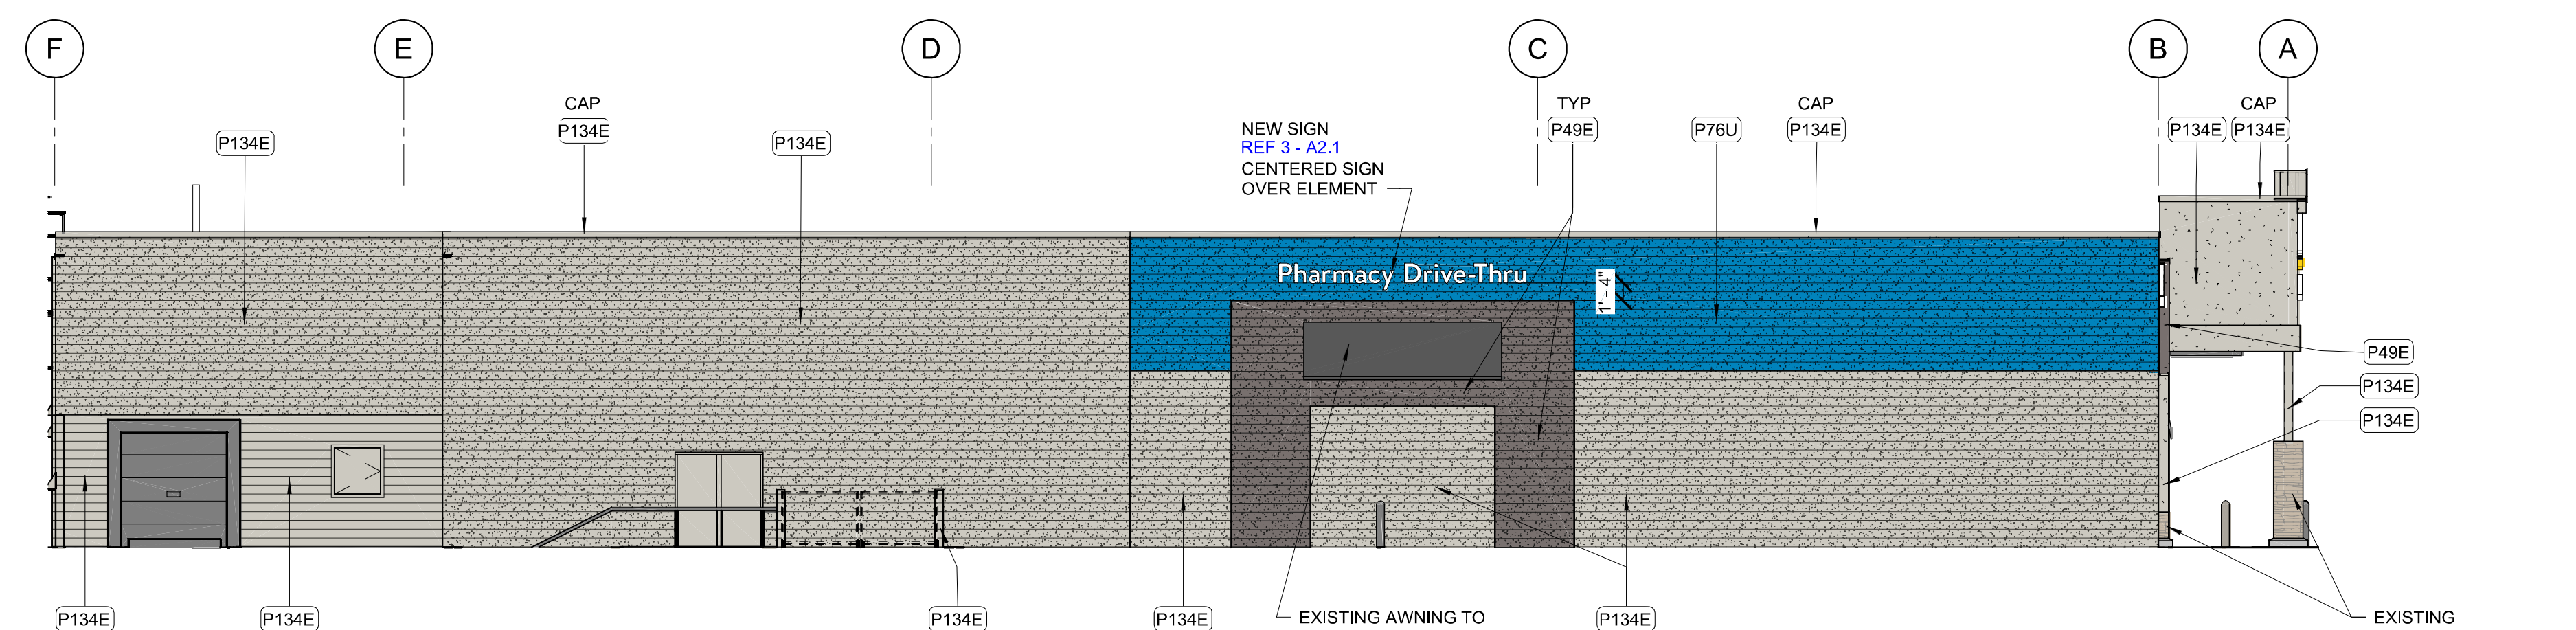 F
E
D
C
B
A
CAP
P134E
P134E
P134E
NEW SIGN
REF 3 - A2.1
CENTERED SIGN
OVER ELEMENT
TYP
P49E
P76U
CAP
P134E
P134E
CAP
P134E
Pharmacy Drive-Thru
1' - 4"
P49E
P134E
P134E
P134E
P134E
P134E
P134E
EXISTING AWNING TO
P134E
EXISTING